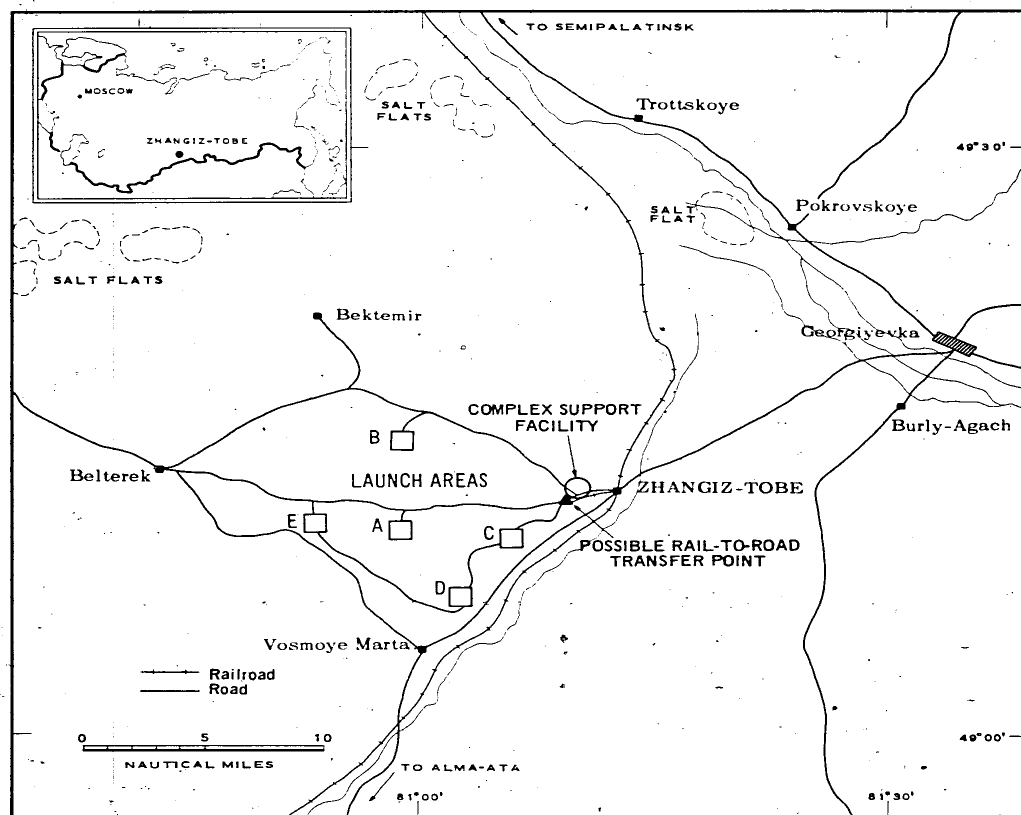 TO SEMIPALATINSK
MOSCOW
ZHANGIZ-TOBE
SALT
FLATS
Trottskoye
49°30'
SALT
FLAT
Pokrovskoye
SALT FLATS
Bektemir
Georgiyevka
COMPLEX SUPPORT
FACILITY
B
Burly-Agach
Belterek
LAUNCH AREAS
ZHANGIZ-TOBE
E
A
C
POSSIBLE RAIL-TO-ROAD
TRANSFER POINT
D
Vosmoye Marta
Railroad
Road
0 5 10
NAUTICAL MILES
49°00'
TO ALMA-ATA
81°00'
81°30'